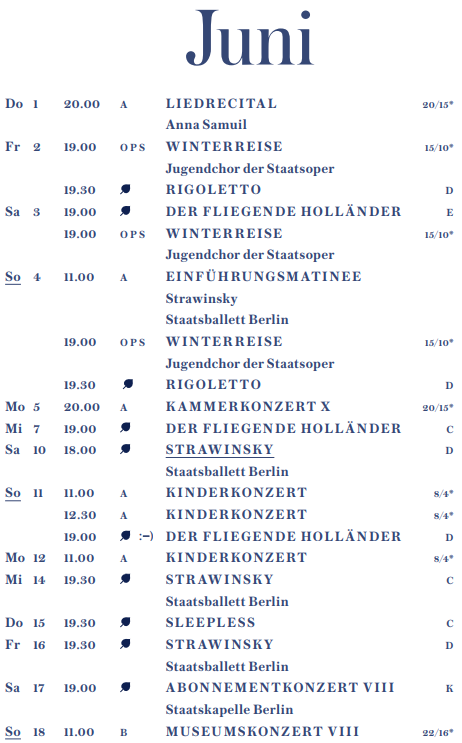 Juni
Do 1 20.00 A LIEDRECITAL 20/15*
Anna Samuil
Fr 2 19.00 OPS WINTERREISE 15/10*
Jugendchor der Staatsoper
19.30 RIGOLETTO D
Sa 3 19.00 DER FLIEGENDE HOLLÄNDER E
19.00 OPS WINTERREISE 15/10*
Jugendchor der Staatsoper
So 4 11.00 A EINFÜHRUNGSMATINEE
Strawinsky
Staatsballett Berlin
19.00 OPS WINTERREISE 15/10*
Jugendchor der Staatsoper
19.30 RIGOLETTO D
Mo 5 20.00 A KAMMERKONZERT X 20/15*
Mi 7 19.00 DER FLIEGENDE HOLLÄNDER C
Sa 10 18.00 STRAWINSKY D
Staatsballett Berlin
So 11 11.00 A KINDERKONZERT 8/4*
12.30 A KINDERKONZERT 8/4*
19.00 :-) DER FLIEGENDE HOLLÄNDER D
Mo 12 11.00 A KINDERKONZERT 8/4*
Mi 14 19.30 STRAWINSKY C
Staatsballett Berlin
Do 15 19.30 SLEEPLESS C
Fr 16 19.30 STRAWINSKY D
Staatsballett Berlin
Sa 17 19.00 ABONNEMENTKONZERT VIII K
Staatskapelle Berlin
So 18 11.00 B MUSEUMSKONZERT VIII 22/16*